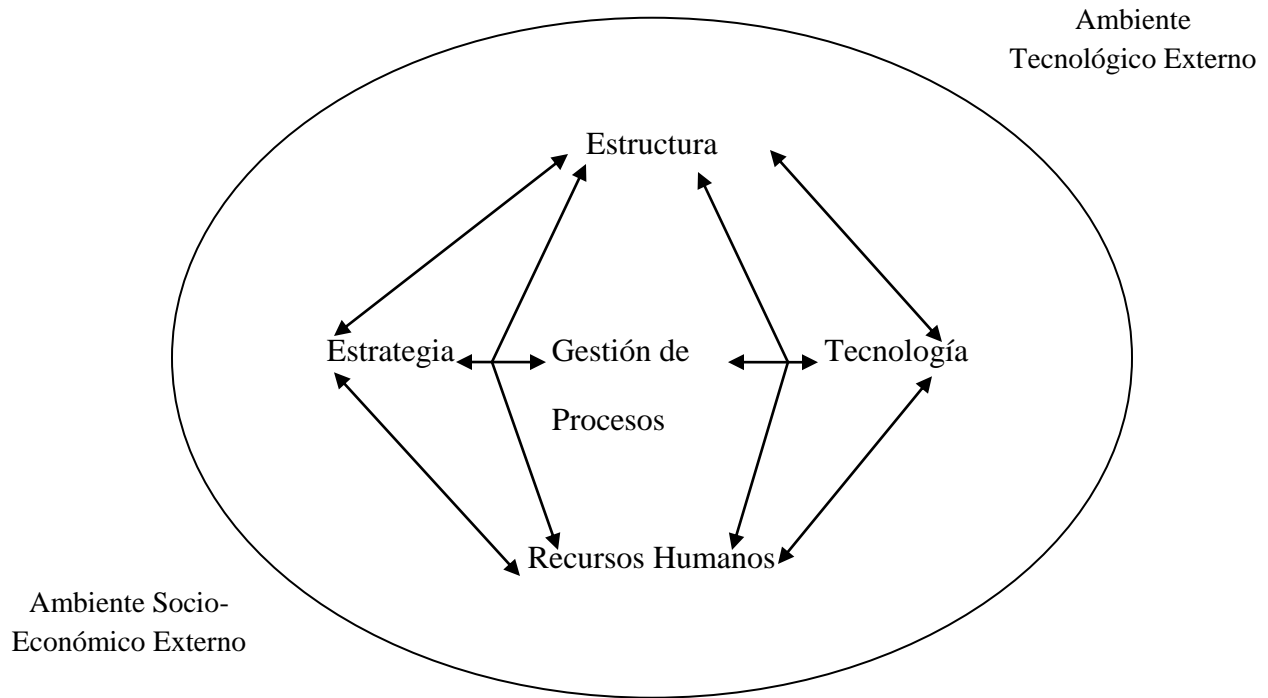 Ambiente
Tecnológico Externo
Estructura
Estrategia
Gestión de
Procesos
Tecnología
Recursos Humanos
Ambiente Socio-
Económico Externo